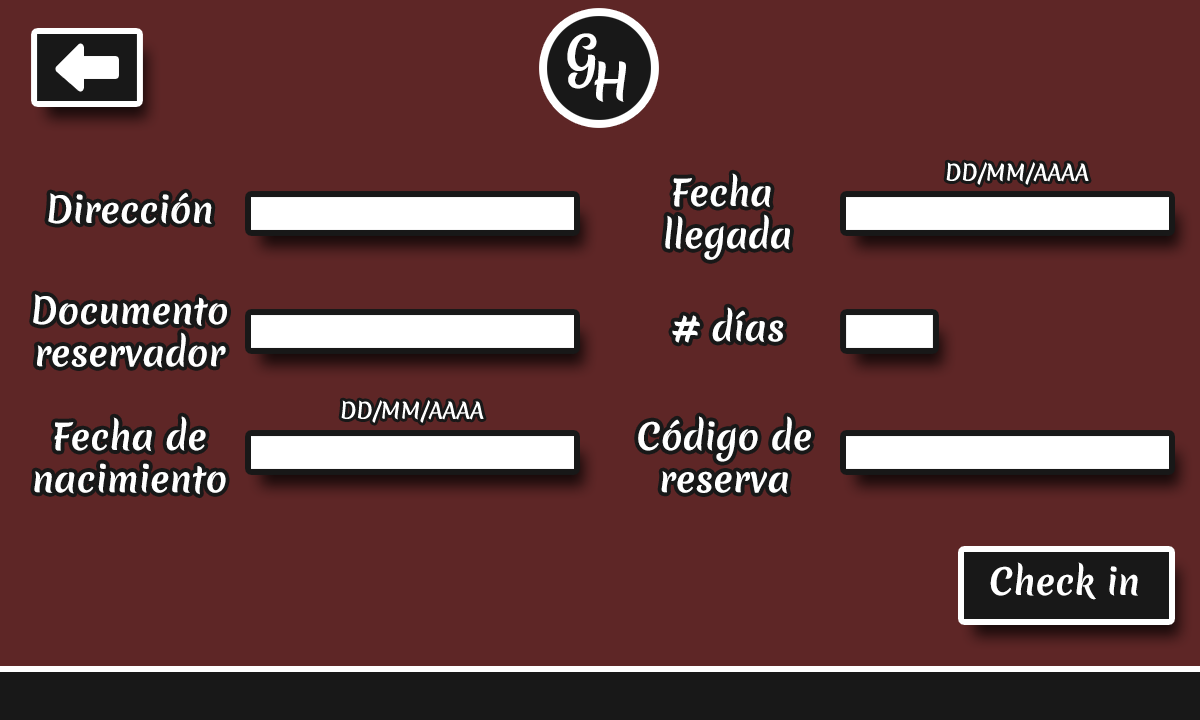 GH
Dirección
DD/MM/AAAA
Fecha
llegada
Documento
reservador
# días
DD/MM/AAAA
Fecha de
nacimiento
Código de
reserva
Check in